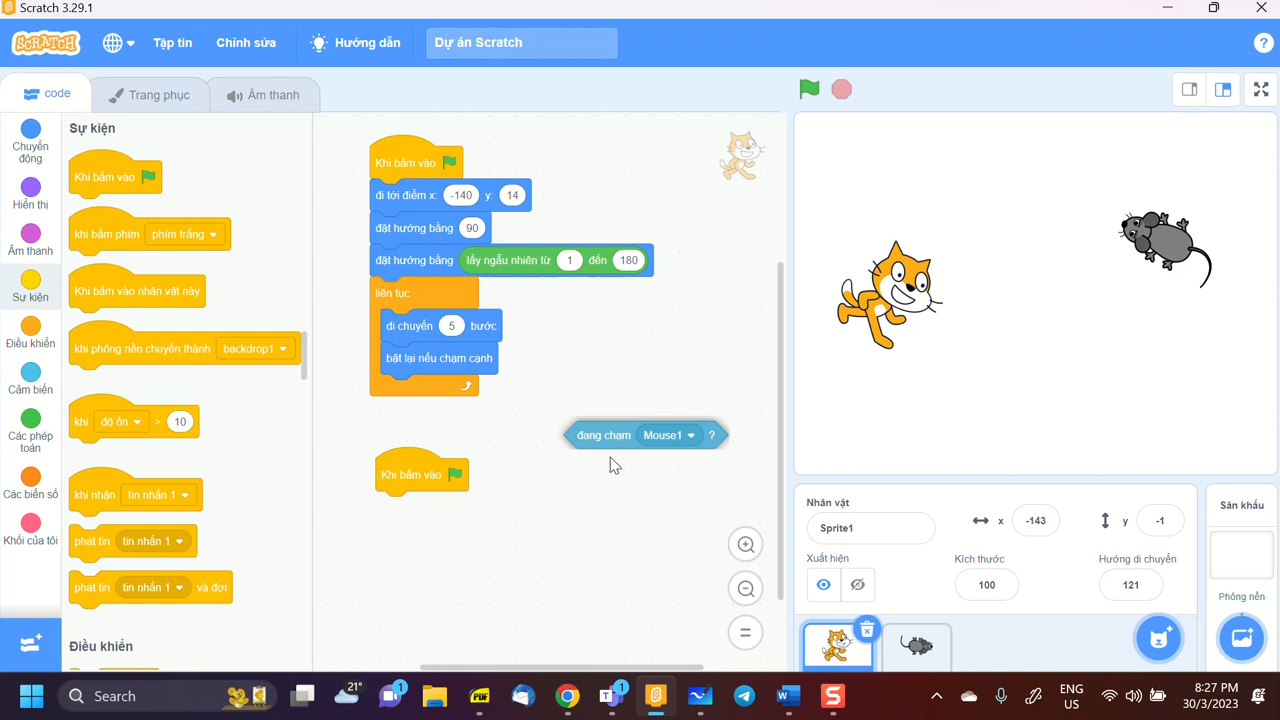 Scratch 3.29.1
SCRATCH
Tập tin
Chỉnh sửa
Hướng dẫn
Dự án Scratch
?
code
Trang phục
Âm thanh
Chuyển động
Hiển thị
Âm thanh
Sự kiện
Điều khiển
Cảm biến
Các phép toán
Các biến số
Khối của tôi
Sự kiện
Khi bấm vào
khi bấm phím phím trắng
Khi bấm vào nhân vật này
khi phông nền chuyển thành backdrop1
khi độ ồn > 10
khi nhận tin nhắn 1
phát tin tin nhắn 1
phát tin tin nhắn 1 và đợi
Điều khiển
Khi bấm vào
đi tới điểm x: -140 y: 14
đặt hướng bằng 90
đặt hướng bằng lấy ngẫu nhiên từ 1 đến 180
liên tục
di chuyển 5 bước
bật lại nếu chạm cạnh
đang chạm Mouse1 ?
Khi bấm vào
Nhân vật
Sprite1
x -143
y -1
Xuất hiện
Kích thước
100
Hướng di chuyển
121
Sân khấu
Phông nền
1
Search
21°
1
PDF
1
ENG
US
8:27 PM
30/3/2023